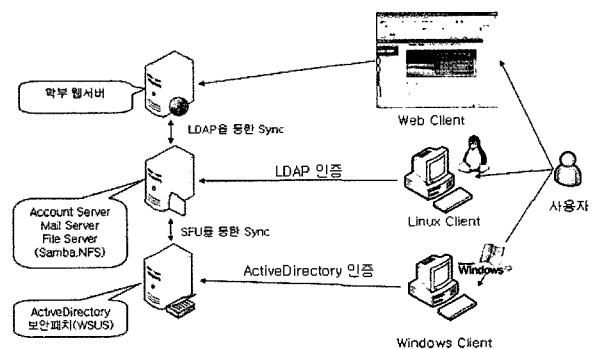 학부 웹서버
Web Client
LDAP을 통한 Sync
LDAP 인증
Account Server
Mail Server
File Server
(Samba,NFS)
Linux Client
사용자
SFU를 통한 Sync
ActiveDirectory 인증
Windows
ActiveDirectory
보안패치(WSUS)
Windows Client